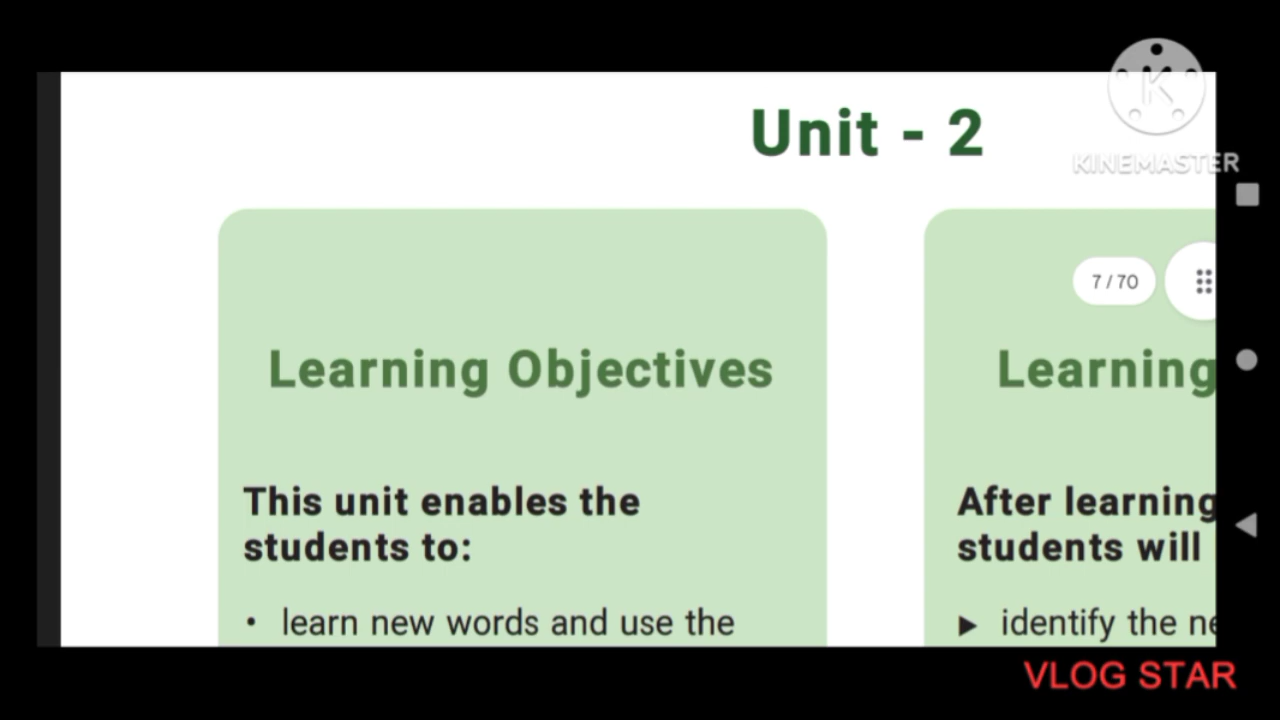 Unit - 2
KINEMASTER
7 / 70
Learning Objectives
This unit enables the
students to:
• learn new words and use the
Learning
After learning
students will
▶ identify the
VLOG STAR